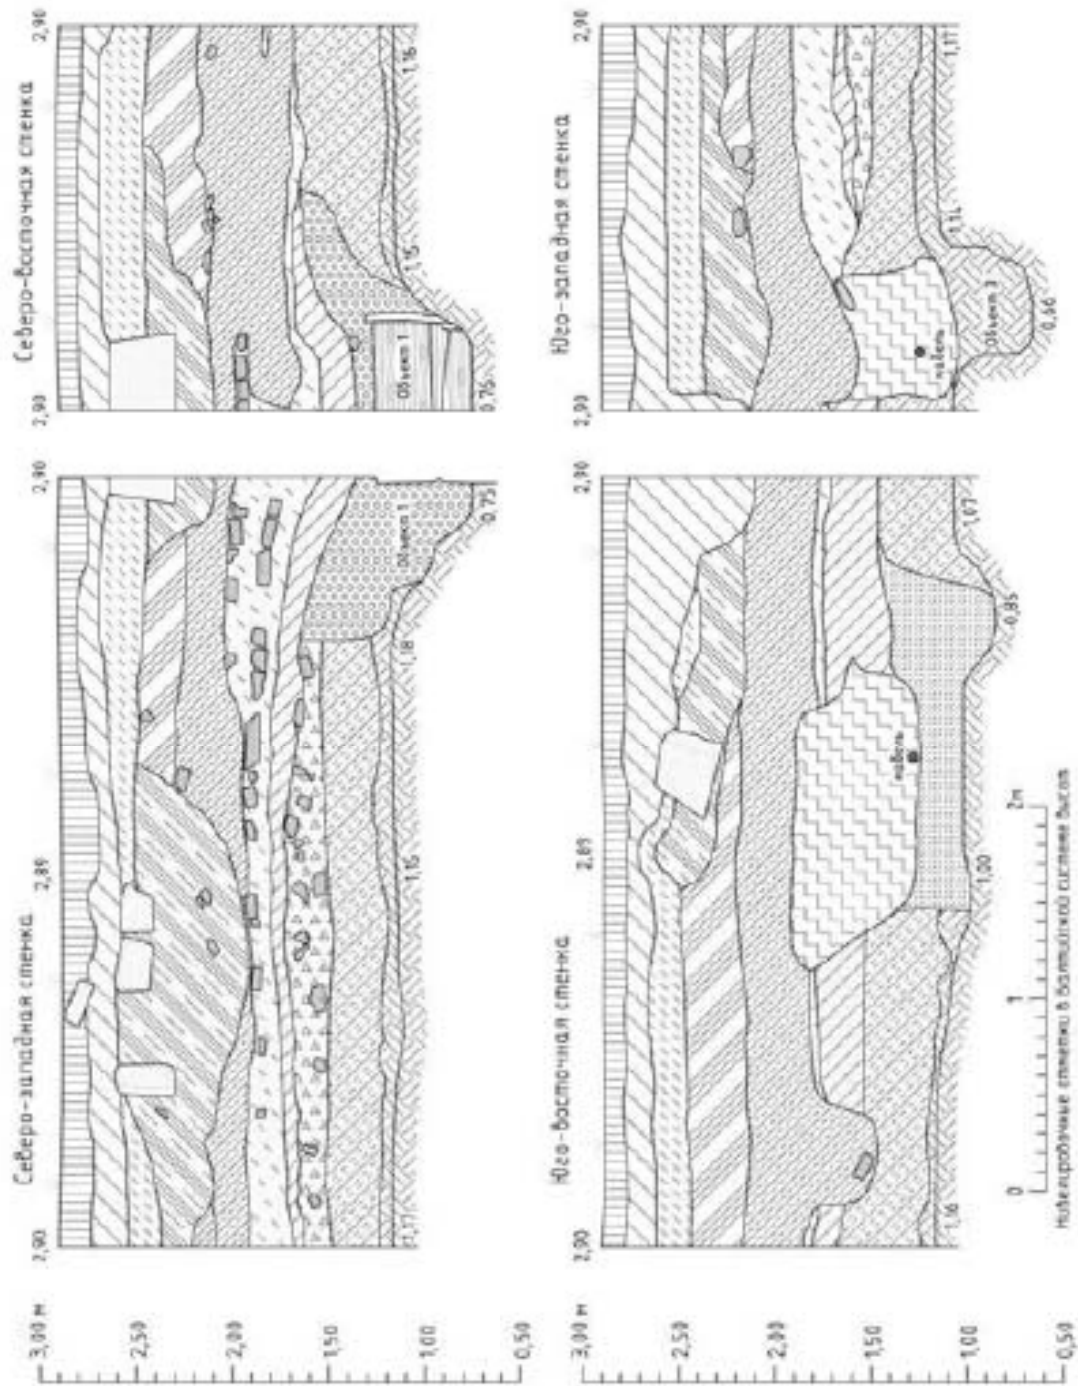 Северо-западная стенка
Северо-восточная стенка
3,00 м
2,50
2,00
1,50
1,00
0,50
2,90
2,89
2,90
2,90
2,90
1,17
1,15
1,18
0,75
Объект 1
0,75
Объект 1
1,15
1,16
Юго-восточная стенка
Юго-западная стенка
3,00 м
2,50
2,00
1,50
1,00
0,50
2,90
2,89
2,90
2,90
2,90
1,16
1,00
0,85
1,07
кабель
кабель
Объект 3
0,66
1,14
1,17
0
1
2м
Нивелировочные отметки в Балтийской системе высот